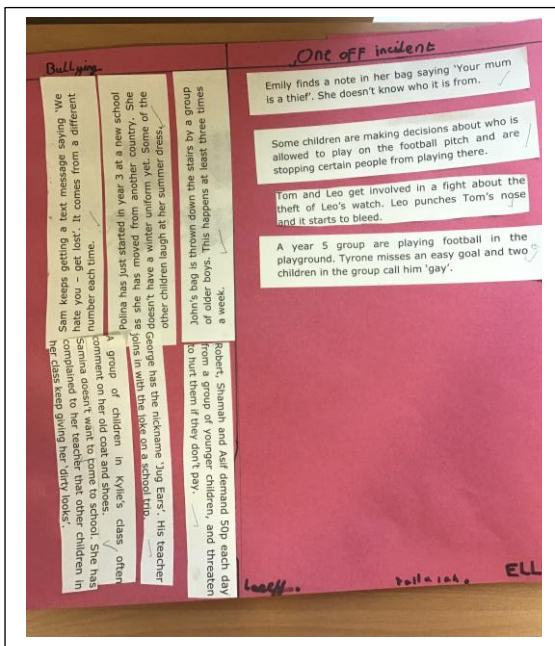 Bullying
One off incident
Sam keeps getting a text message saying ‘We
hate you – get lost’. It comes from a different
number each time.
Polina has just started in year 3 at a new school
as she has moved from another country. She
doesn’t have a winter uniform yet. Some of the
other children laugh at her summer dress.
John’s bag is thrown down the stairs by a group
of older boys. This happens at least three times
a week.
A group of children in Kylie’s class often
comment on her old coat and shoes.
Samina doesn’t want to come to school. She has
complained to her teacher that other children in
her class keep giving her ‘dirty looks’.
George has the nickname ‘Jug Ears’. His teacher
joins in with the joke on a school trip.
Robert, Shamah and Asif demand 50p each day
from a group of younger children, and threaten
to hurt them if they don’t pay.
Emily finds a note in her bag saying ‘Your mum
is a thief’. She doesn’t know who it is from.
Some children are making decisions about who is
allowed to play on the football pitch and are
stopping certain people from playing there.
Tom and Leo get involved in a fight about the
theft of Leo’s watch. Leo punches Tom’s nose
and it starts to bleed.
A year 5 group are playing football in the
playground. Tyrone misses an easy goal and two
children in the group call him ‘gay’.
ELL